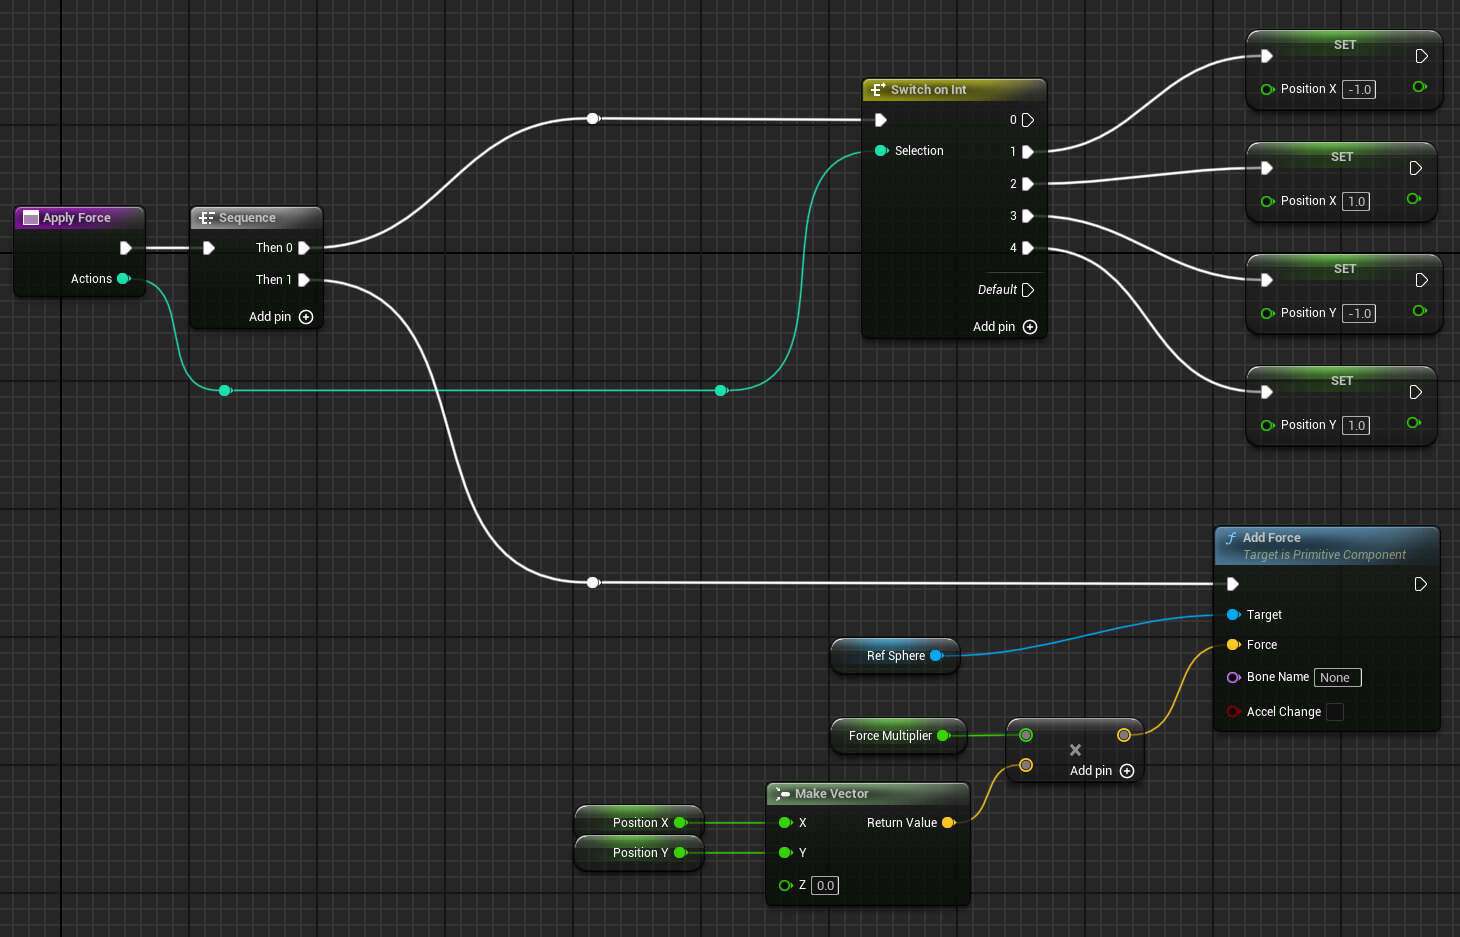 SET
Position X -1.0
Switch on Int
0
Selection
1
2
3
4
Default
Add pin
SET
Position X 1.0
Apply Force
Actions
Sequence
Then 0
Then 1
Add pin
SET
Position Y -1.0
SET
Position Y 1.0
Add Force
Target is Primitive Component
Target
Force
Bone Name None
Accel Change
Ref Sphere
Force Multiplier
Add pin
Make Vector
X Return Value
Y
Z 0.0
Position X
Position Y